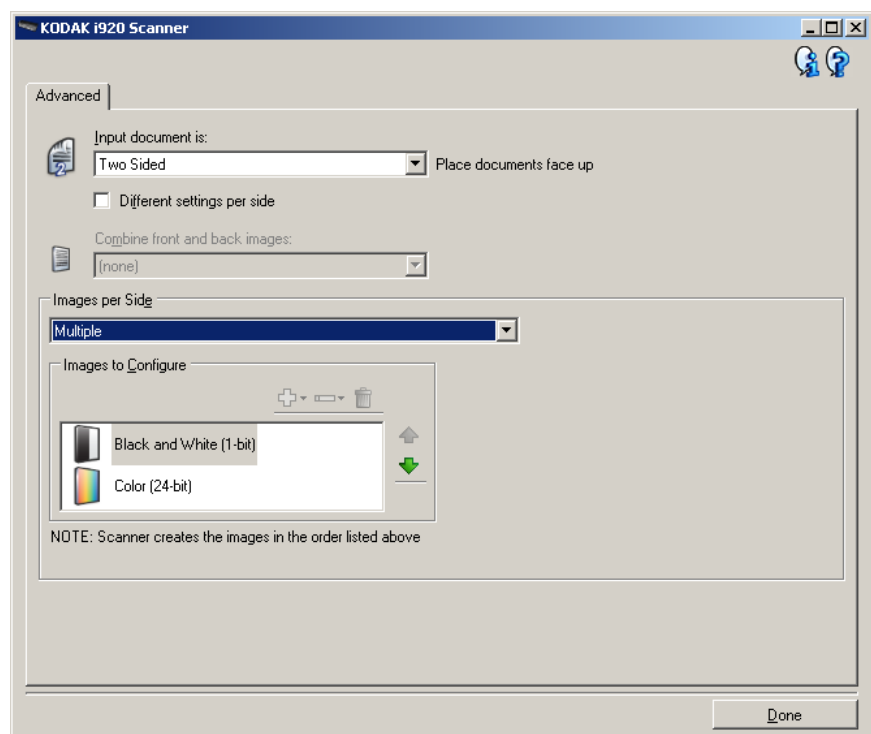 KODAK i920 Scanner
Advanced
Input document is:
Two Sided
Place documents face up
Different settings per side
Combine front and back images:
(none)
Images per Side
Multiple
Images to Configure
Black and White (1-bit)
Color (24-bit)
NOTE: Scanner creates the images in the order listed above
Done